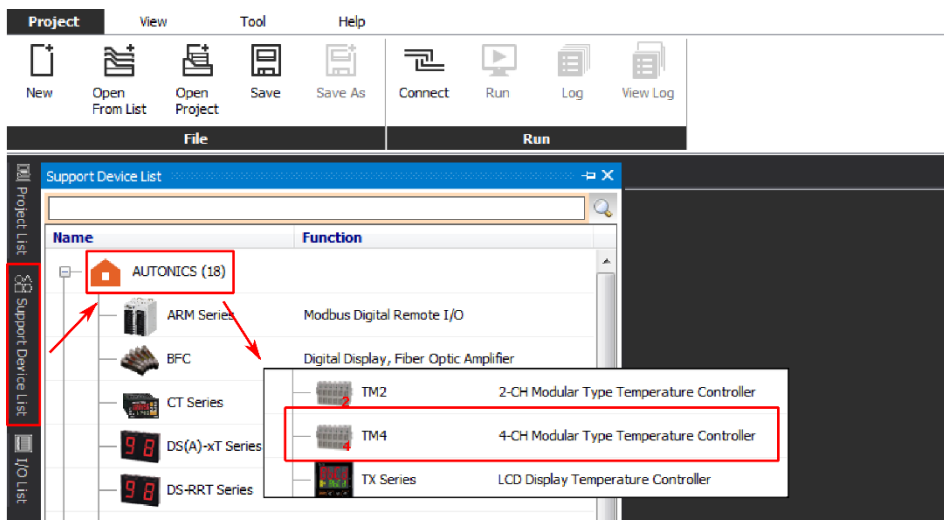 Project View Tool Help
New Open From List Open Project Save Save As Connect Run Log View Log
File Run
Project List
Support Device List
I/O List
Support Device List
Name Function
AUTONICS (18)
ARM Series Modbus Digital Remote I/O
BFC Digital Display, Fiber Optic Amplifier
CT Series
DS(A)-xT Series
DS-RRT Series
TM2 2-CH Modular Type Temperature Controller
TM4 4-CH Modular Type Temperature Controller
TX Series LCD Display Temperature Controller